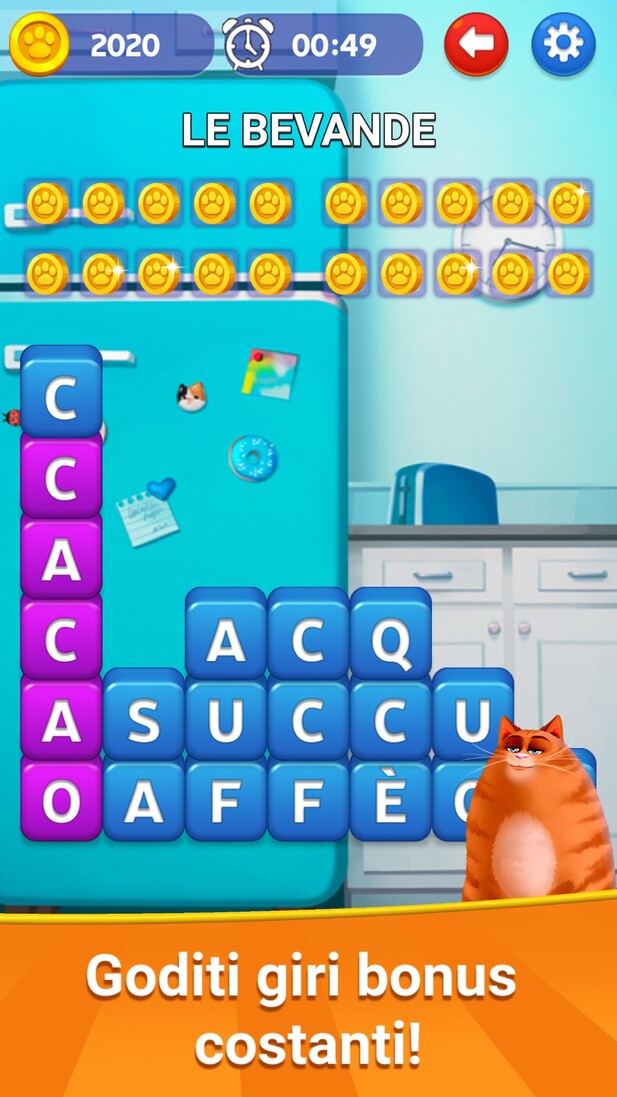 2020 00:49
LE BEVANDE
C
C
A
C A C Q
A S U C C U
O A F F È
Goditi giri bonus
costanti!